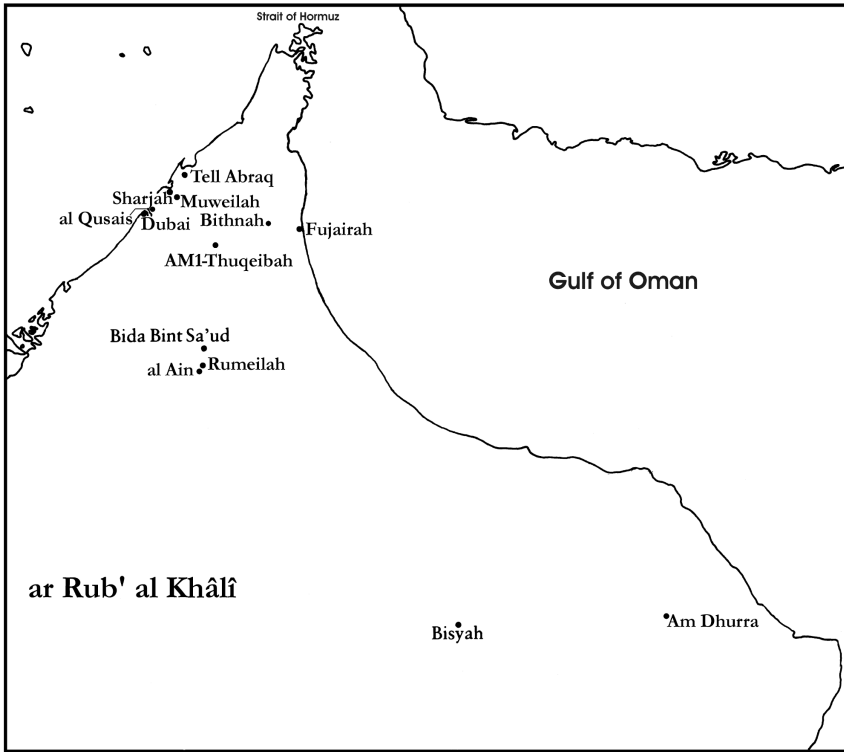 Strait of Hormuz
Tell Abraq
Sharjah
Muweilah
al Qusais
Dubai
Bithnah
Fujairah
AM1-Thuqeibah
Gulf of Oman
Bida Bint Sa'ud
Rumeilah
al Ain
ar Rub' al Khâlî
Am Dhurra
Bisyah